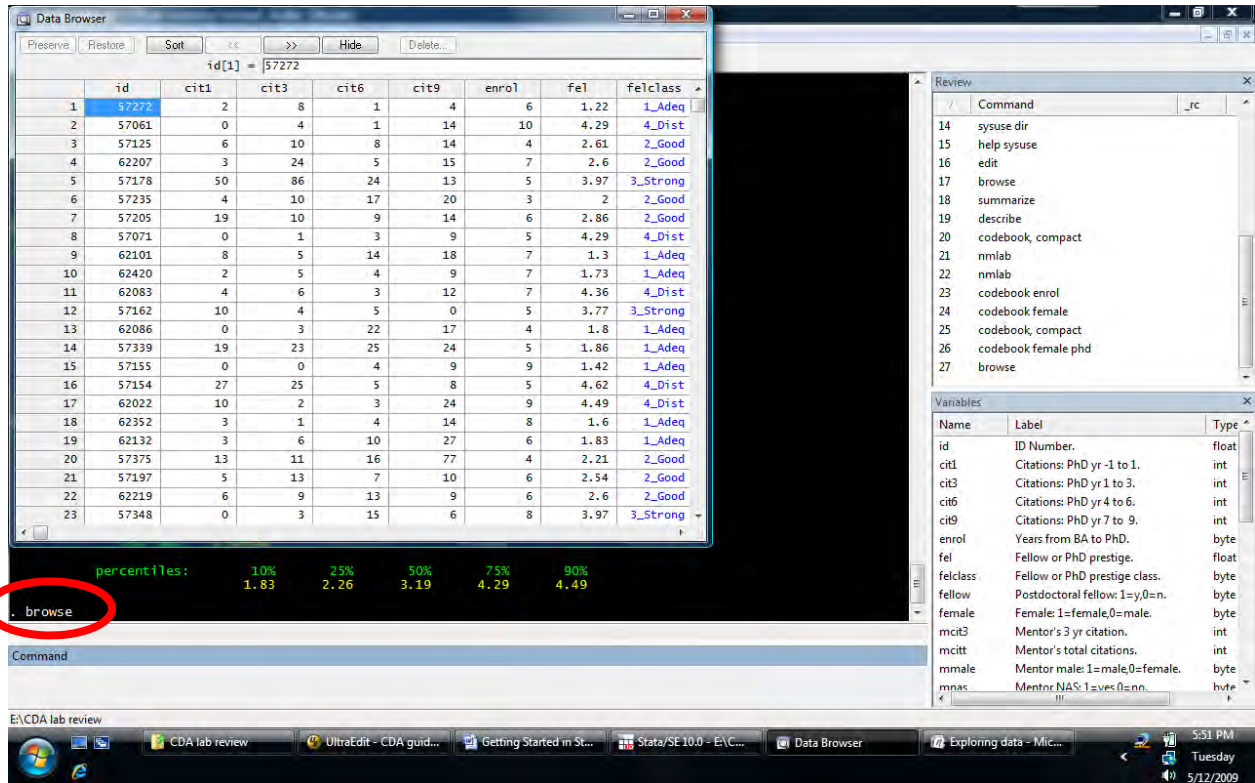 Data Browser
Preserve Restore Sort << >> Hide Delete...
id[1] = 57272
id cit1 cit3 cit6 cit9 enrol fel felclass
1 57272 2 8 1 4 6 1.22 1_Adeq
2 57061 0 4 1 14 10 4.29 4_Dist
3 57125 6 10 8 14 4 2.61 2_Good
4 62207 3 24 5 15 7 2.6 2_Good
5 57178 50 86 24 13 5 3.97 3_Strong
6 57235 4 10 17 20 3 2 2_Good
7 57205 19 10 9 14 6 2.86 2_Good
8 57071 0 1 3 9 5 4.29 4_Dist
9 62101 8 5 14 18 7 1.3 1_Adeq
10 62420 2 5 4 9 7 1.73 1_Adeq
11 62083 4 6 3 12 7 4.36 4_Dist
12 57162 10 4 5 0 5 3.77 3_Strong
13 62086 0 3 22 17 4 1.8 1_Adeq
14 57339 19 23 25 24 5 1.86 1_Adeq
15 57155 0 0 4 9 9 1.42 1_Adeq
16 57154 27 25 5 8 5 4.62 4_Dist
17 62022 10 2 3 24 9 4.49 4_Dist
18 62352 3 1 4 14 8 1.6 1_Adeq
19 62132 3 6 10 27 6 1.83 1_Adeq
20 57375 13 11 16 77 4 2.21 2_Good
21 57197 5 13 7 10 6 2.54 2_Good
22 62219 6 9 13 9 6 2.6 2_Good
23 57348 0 3 15 6 8 3.97 3_Strong
percentiles: 10% 25% 50% 75% 90%
1.83 2.26 3.19 4.29 4.49
. browse
Command
Review
Command _rc
14 sysuse dir
15 help sysuse
16 edit
17 browse
18 summarize
19 describe
20 codebook, compact
21 nmlab
22 nmlab
23 codebook enrol
24 codebook female
25 codebook, compact
26 codebook female phd
27 browse
Variables
Name Label Type
id ID Number. float
cit1 Citations: PhD yr -1 to 1. int
cit3 Citations: PhD yr 1 to 3. int
cit6 Citations: PhD yr 4 to 6. int
cit9 Citations: PhD yr 7 to 9. int
enrol Years from BA to PhD. byte
fel Fellow or PhD prestige. float
felclass Fellow or PhD prestige class. byte
fellow Postdoctoral fellow: 1=y,0=n. byte
female Female: 1=female,0=male. byte
mcit3 Mentor's 3 yr citation. int
mcitt Mentor's total citations. int
mmale Mentor male: 1=male,0=female. byte
mnas Mentor NAS: 1=yes 0=no. byte
E:\CDA lab review
CDA lab review UltraEdit - CDA guid... Getting Started in St... Stata/SE 10.0 - E:\C... Data Browser Exploring data - Mic... 5:51 PM
Tuesday
5/12/2009